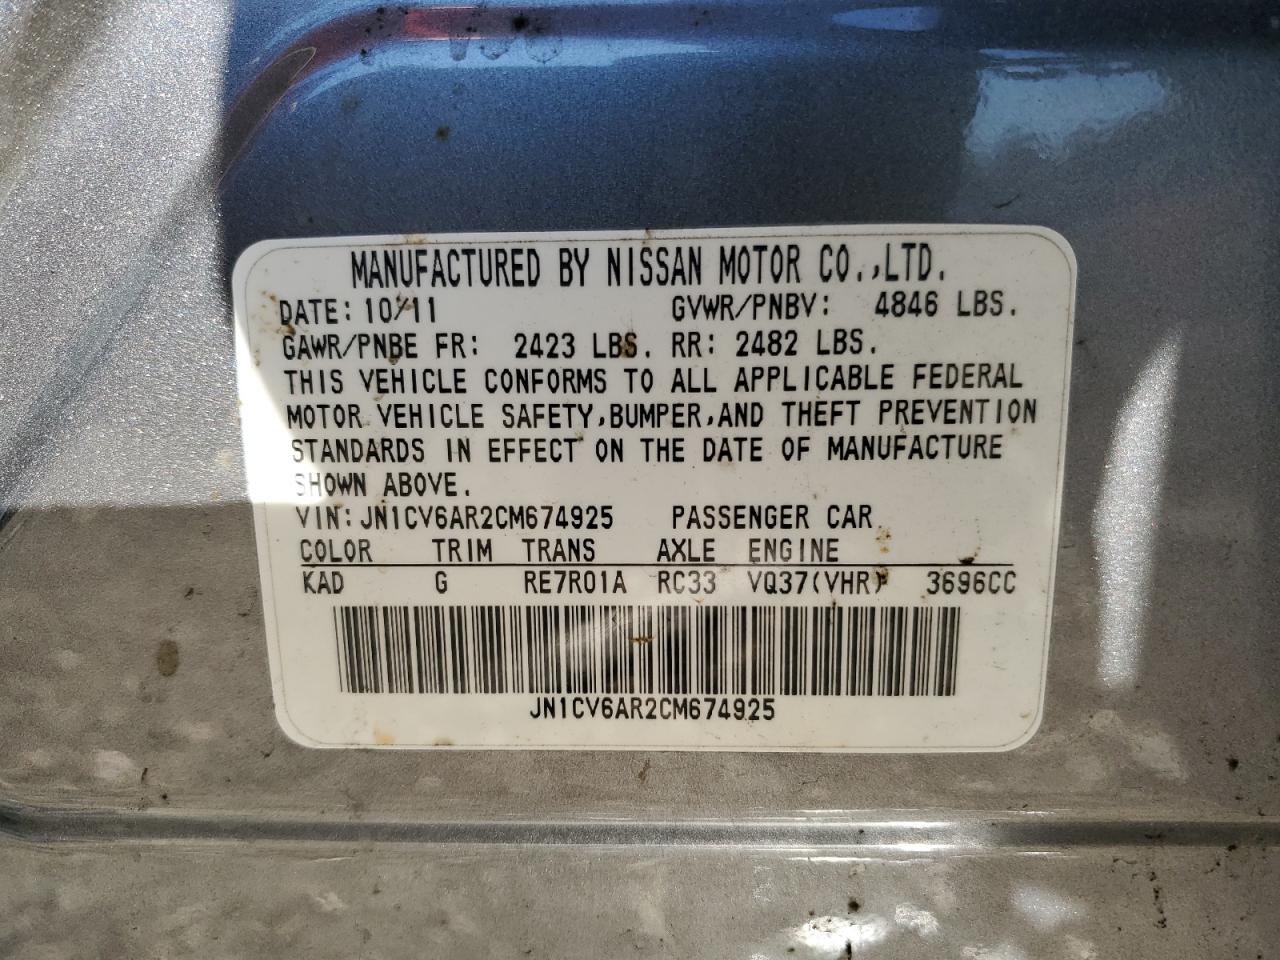 MANUFACTURED BY NISSAN MOTOR CO.,LTD.
DATE: 10/11 GVWR/PNBV: 4846 LBS.
GAWR/PNBE FR: 2423 LBS. RR: 2482 LBS.
THIS VEHICLE CONFORMS TO ALL APPLICABLE FEDERAL
MOTOR VEHICLE SAFETY,BUMPER,AND THEFT PREVENTION
STANDARDS IN EFFECT ON THE DATE OF MANUFACTURE
SHOWN ABOVE.
VIN:JN1CV6AR2CM674925 PASSENGER CAR
COLOR TRIM TRANS AXLE ENGINE
KAD G RE7R01A RC33 VQ37(VHR) 3696CC
JN1CV6AR2CM674925